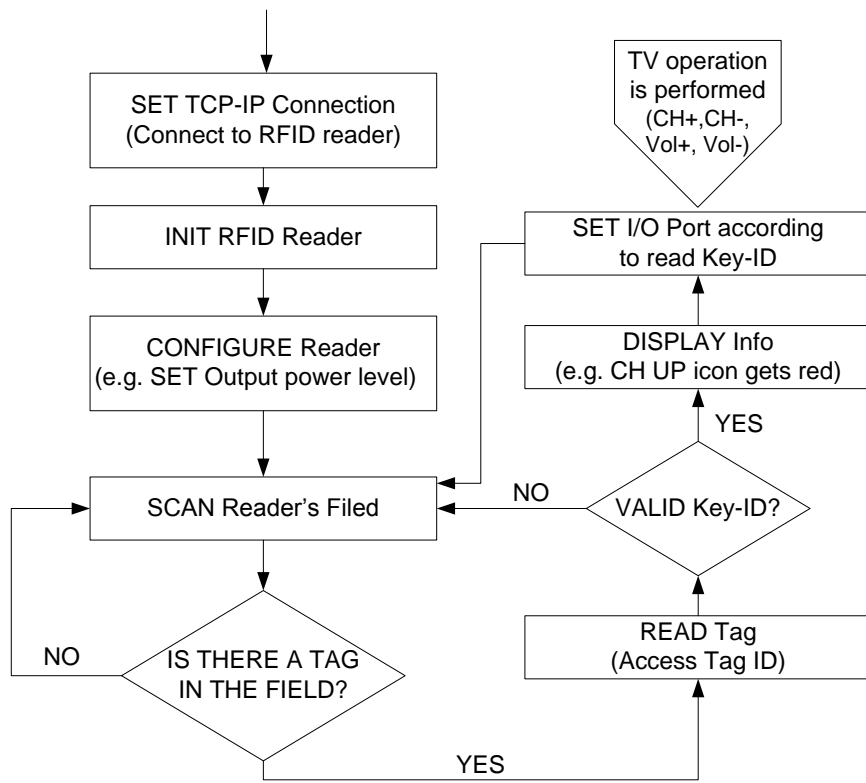 SET TCP-IP Connection
(Connect to RFID reader)
INIT RFID Reader
CONFIGURE Reader
(e.g. SET Output power level)
SCAN Reader's Filed
IS THERE A TAG
IN THE FIELD?
NO
YES
READ Tag
(Access Tag ID)
VALID Key-ID?
NO
YES
DISPLAY Info
(e.g. CH UP icon gets red)
SET I/O Port according
to read Key-ID
TV operation
is performed
(CH+,CH-,
Vol+, Vol-)